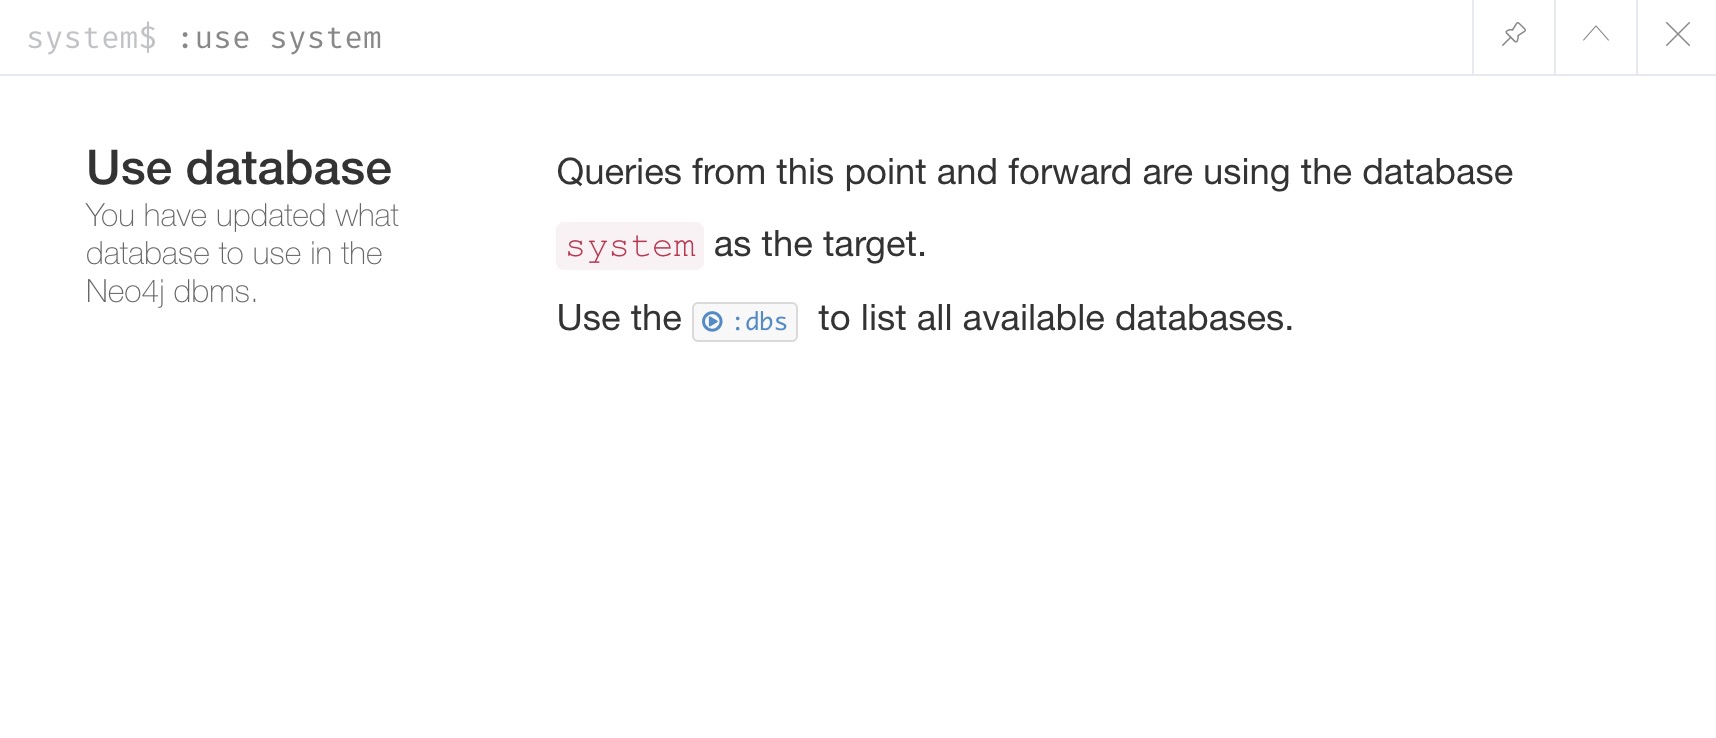 system$ :use system
Use database
You have updated what
database to use in the
Neo4j dbms.
Queries from this point and forward are using the database
system as the target.
Use the :dbs to list all available databases.